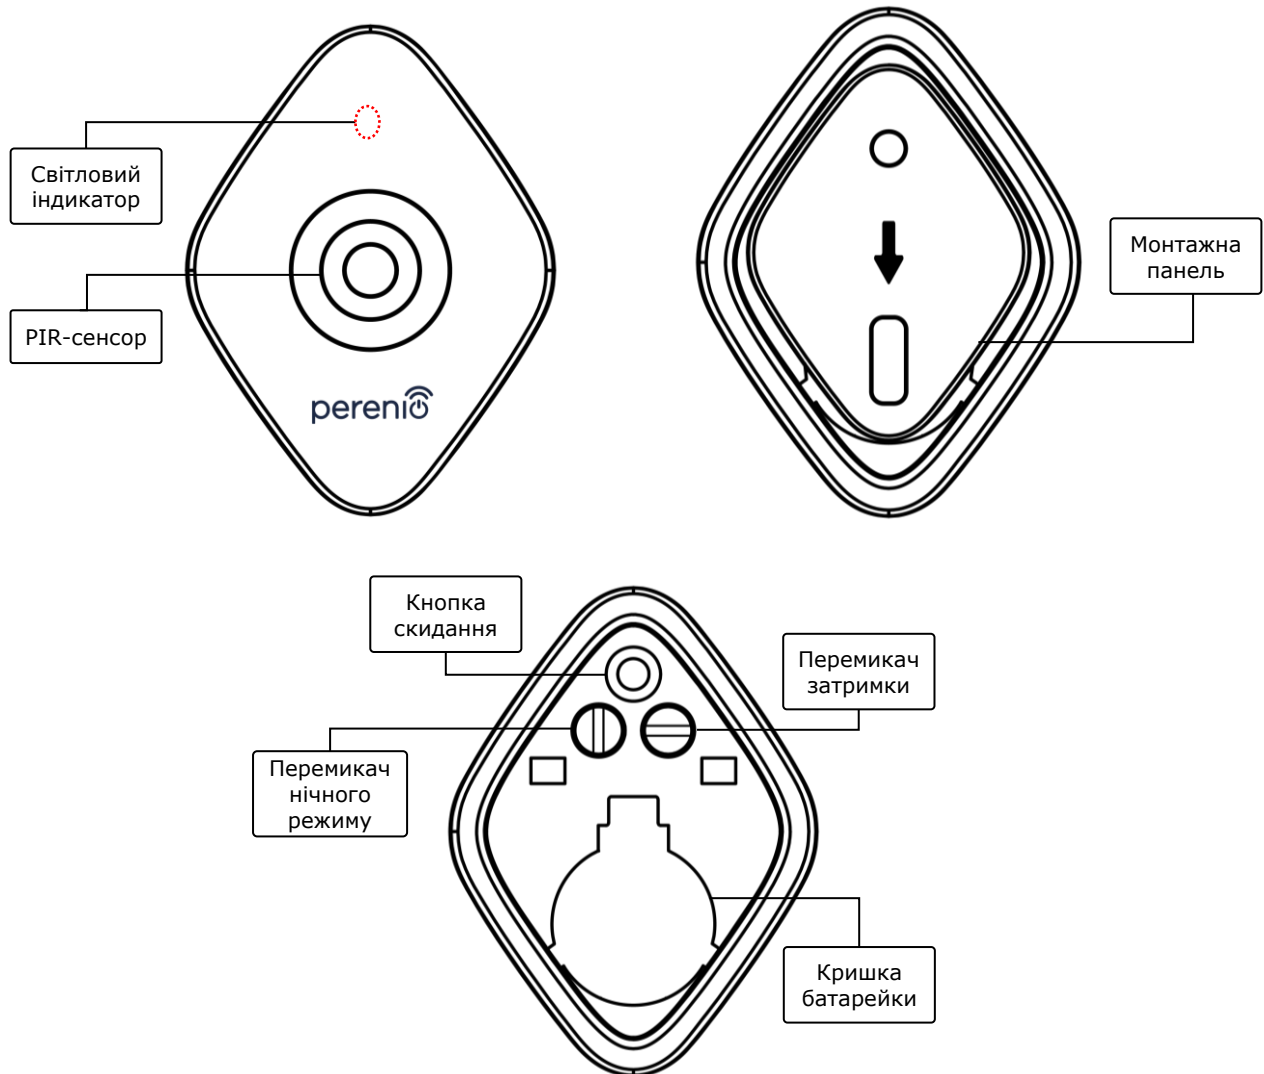 Світловий
індикатор
PIR-сенсор
perenio
Монтажна
панель
Кнопка
скидання
Перемикач
затримки
Перемикач
нічного
режиму
Кришка
батарейки